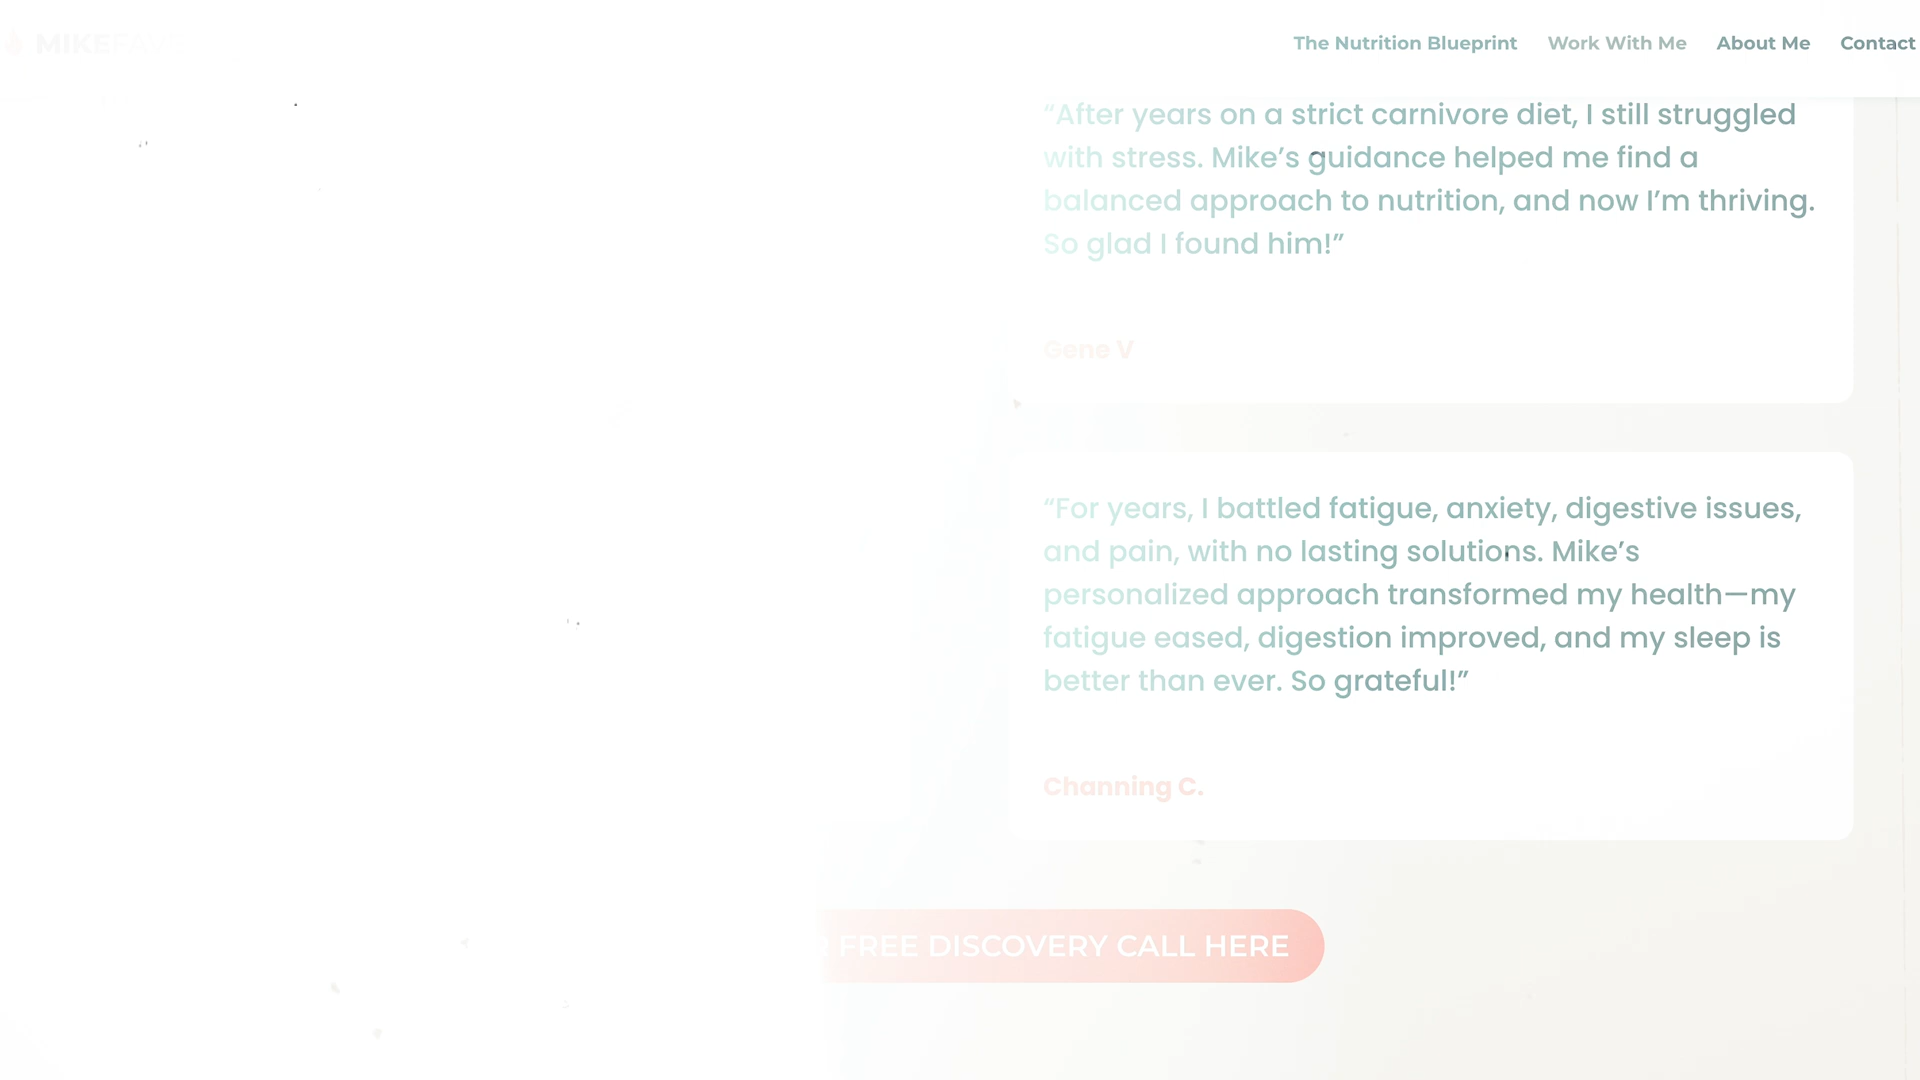 MIKE
The Nutrition Blueprint
Work With Me
About Me
Contact
“After years on a strict carnivore diet, I still struggled
with stress. Mike’s guidance helped me find a
balanced approach to nutrition, and now I’m thriving.
So glad I found him!”
Gene V
“For years, I battled fatigue, anxiety, digestive issues,
and pain, with no lasting solutions. Mike’s
personalized approach transformed my health—my
fatigue eased, digestion improved, and my sleep is
better than ever. So grateful!”
Channing C.
FREE DISCOVERY CALL HERE